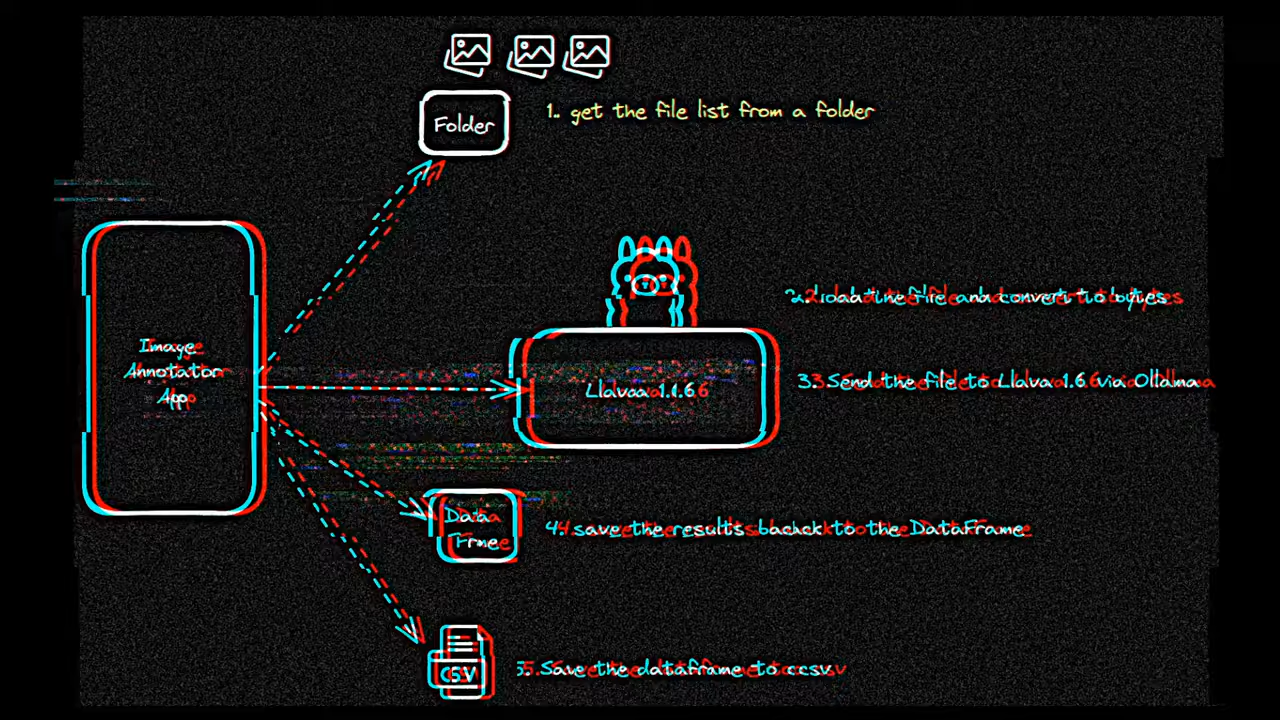 Folder
1. get the file list from a folder
2. load the file and convert to bytes
Image
Annotator
App
Llava 1.6
3. Send the file to Llava 1.6 via Ollama
Data
4. save the results back to the DataFrame
CSV
5. Save the dataframe to csv